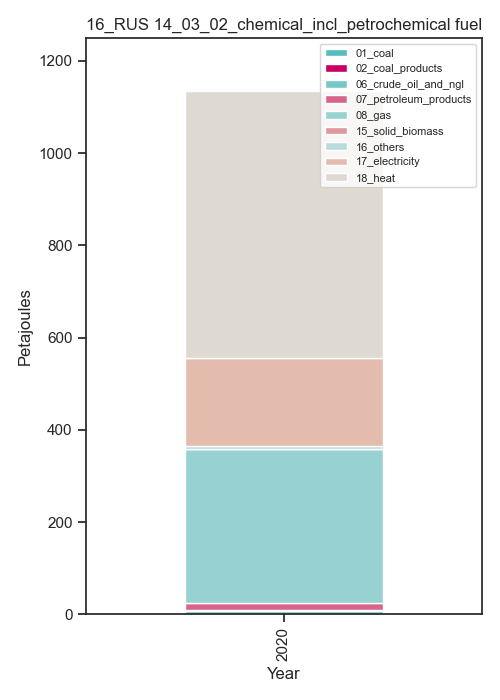 16_RUS 14_03_02_chemical_incl_petrochemical fuel
1200
1000
800
600
400
200
0
Petajoules
01_coal
02_coal_products
06_crude_oil_and_ngl
07_petroleum_products
08_gas
15_solid_biomass
16_others
17_electricity
18_heat
2020
Year